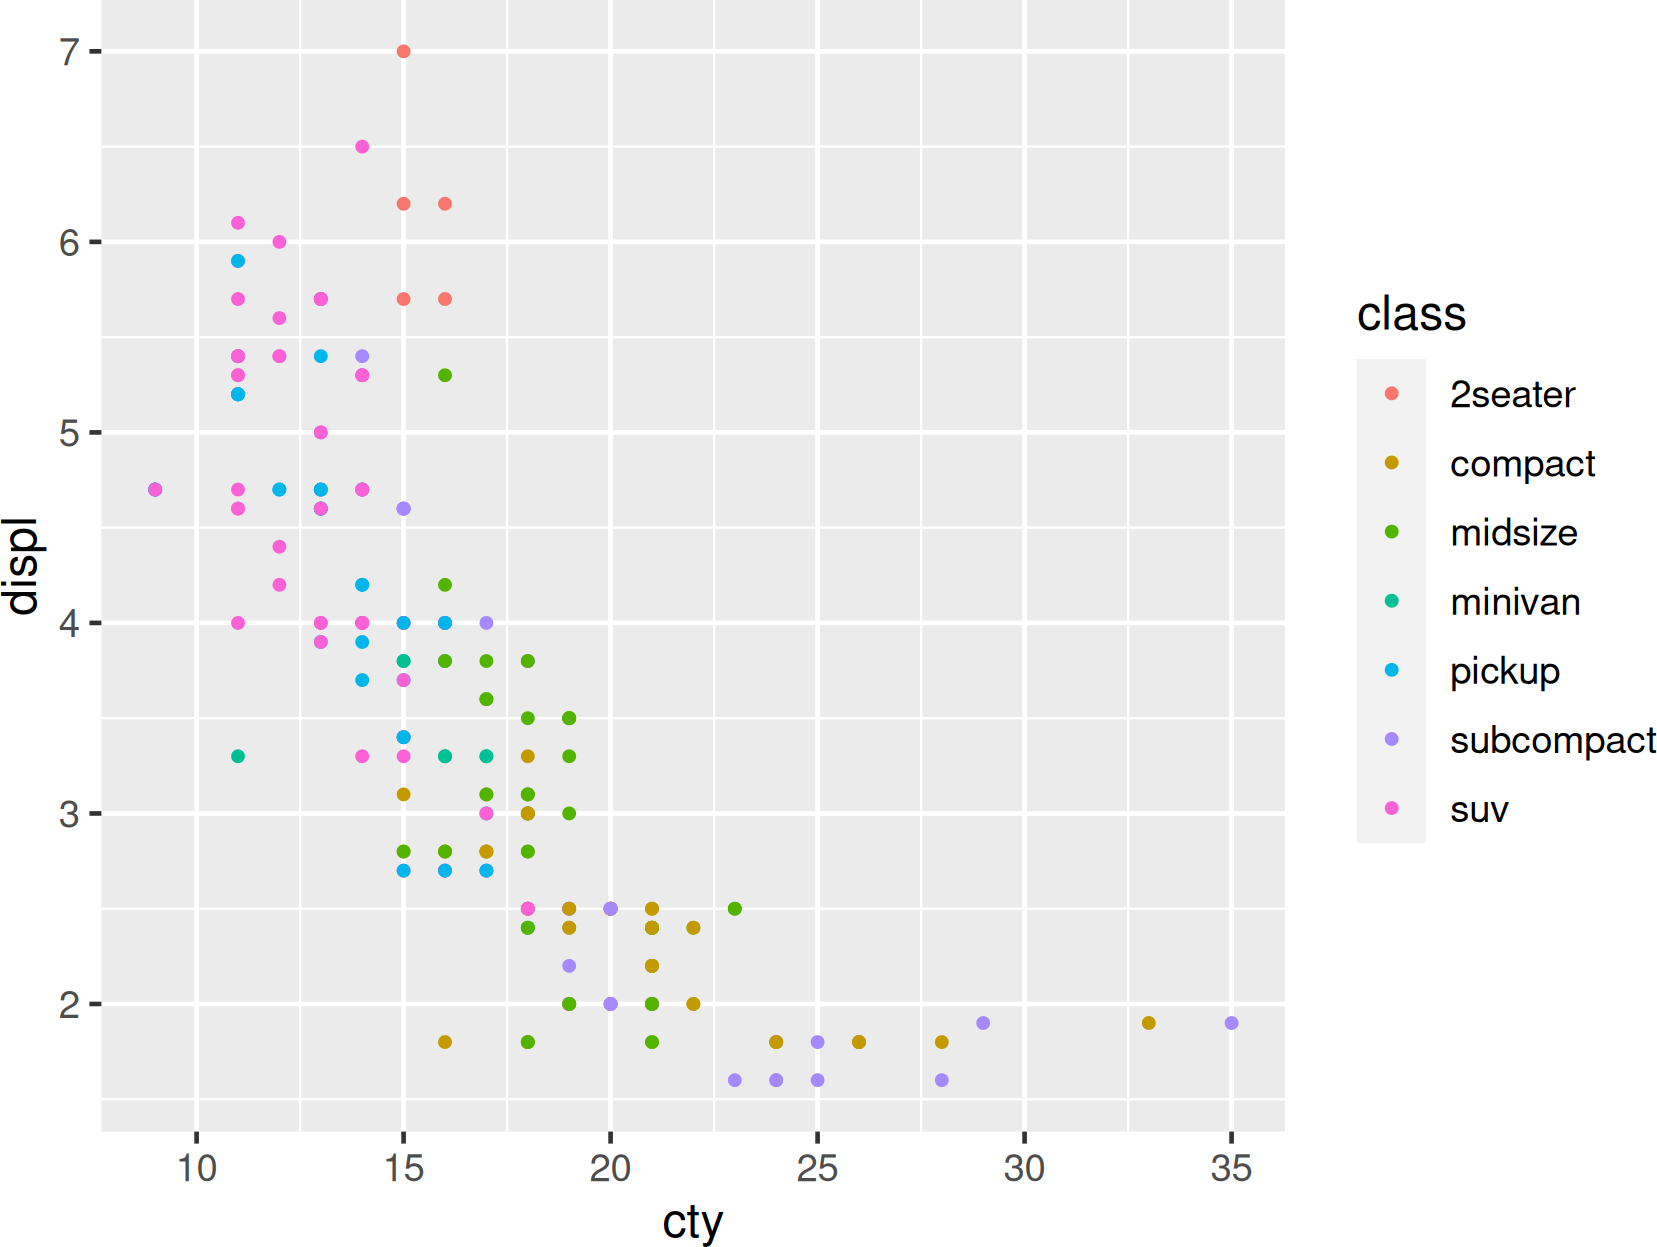 7
6
5
4
3
2
displ
10 15 20 25 30 35
cty
class
2seater
compact
midsize
minivan
pickup
subcompact
suv